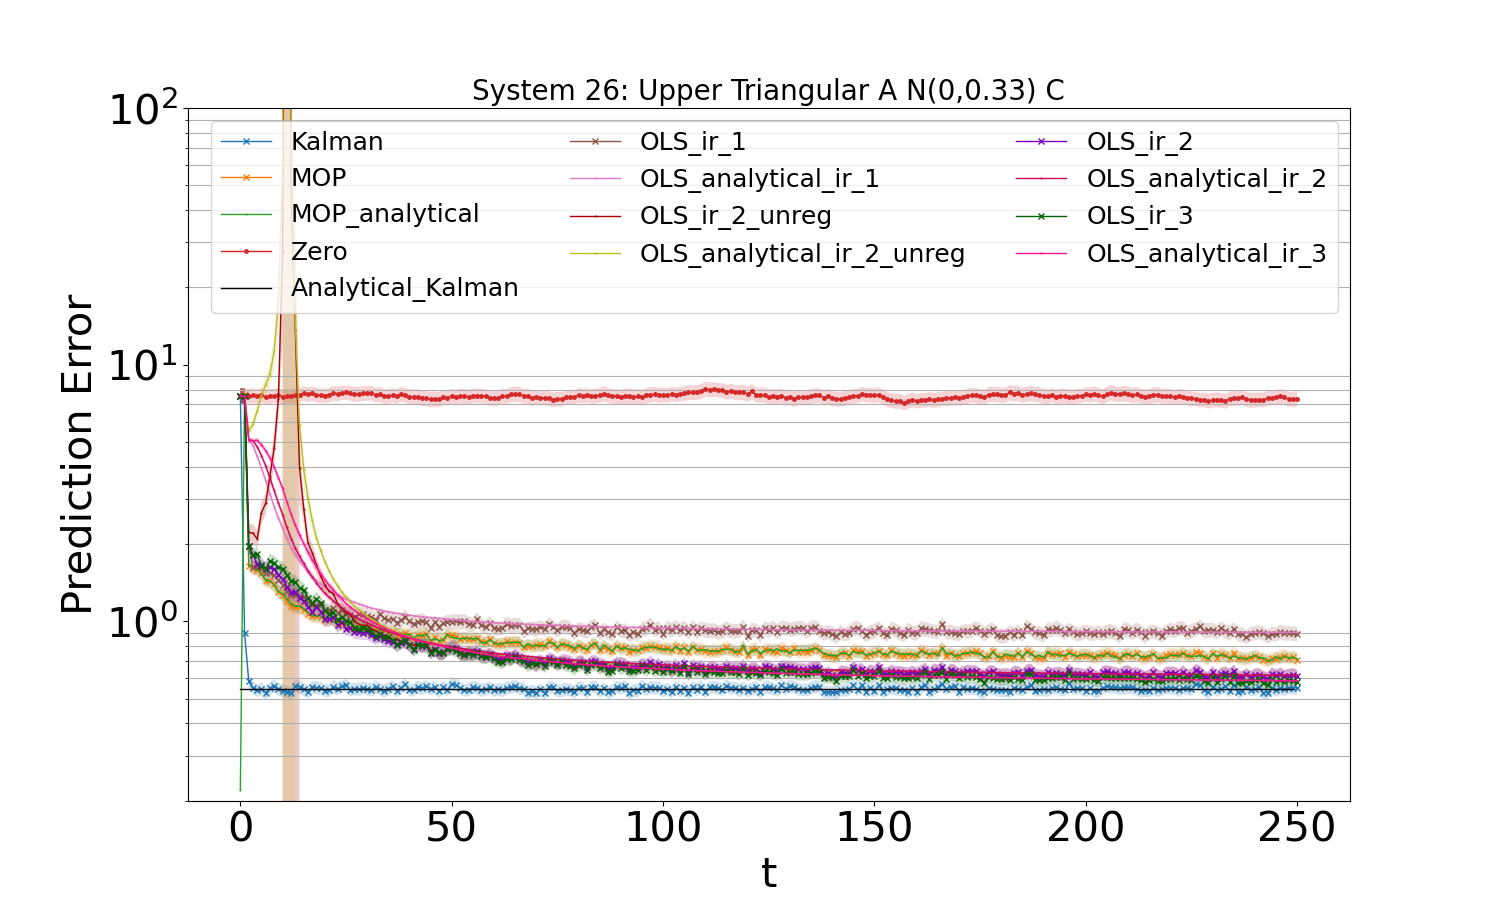 System 26: Upper Triangular A N(0,0.33) C
10²
10¹
10⁰
Prediction Error
Kalman
MOP
MOP_analytical
Zero
Analytical_Kalman
OLS_ir_1
OLS_analytical_ir_1
OLS_ir_2_unreg
OLS_analytical_ir_2_unreg
OLS_ir_2
OLS_analytical_ir_2
OLS_ir_3
OLS_analytical_ir_3
0 50 100 150 200 250
t